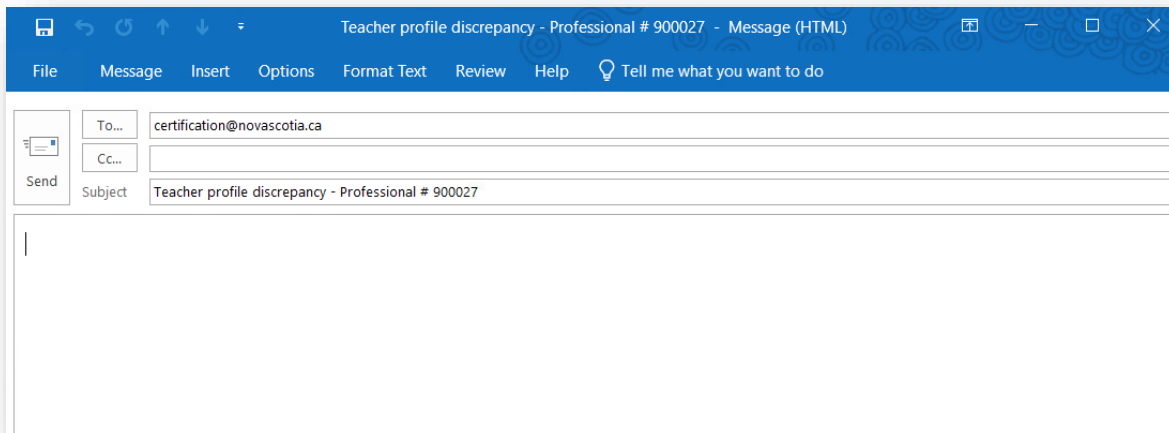 Teacher profile discrepancy - Professional # 900027 - Message (HTML)
File Message Insert Options Format Text Review Help Tell me what you want to do
To... certification@novascotia.ca
Cc...
Send
Subject Teacher profile discrepancy - Professional # 900027